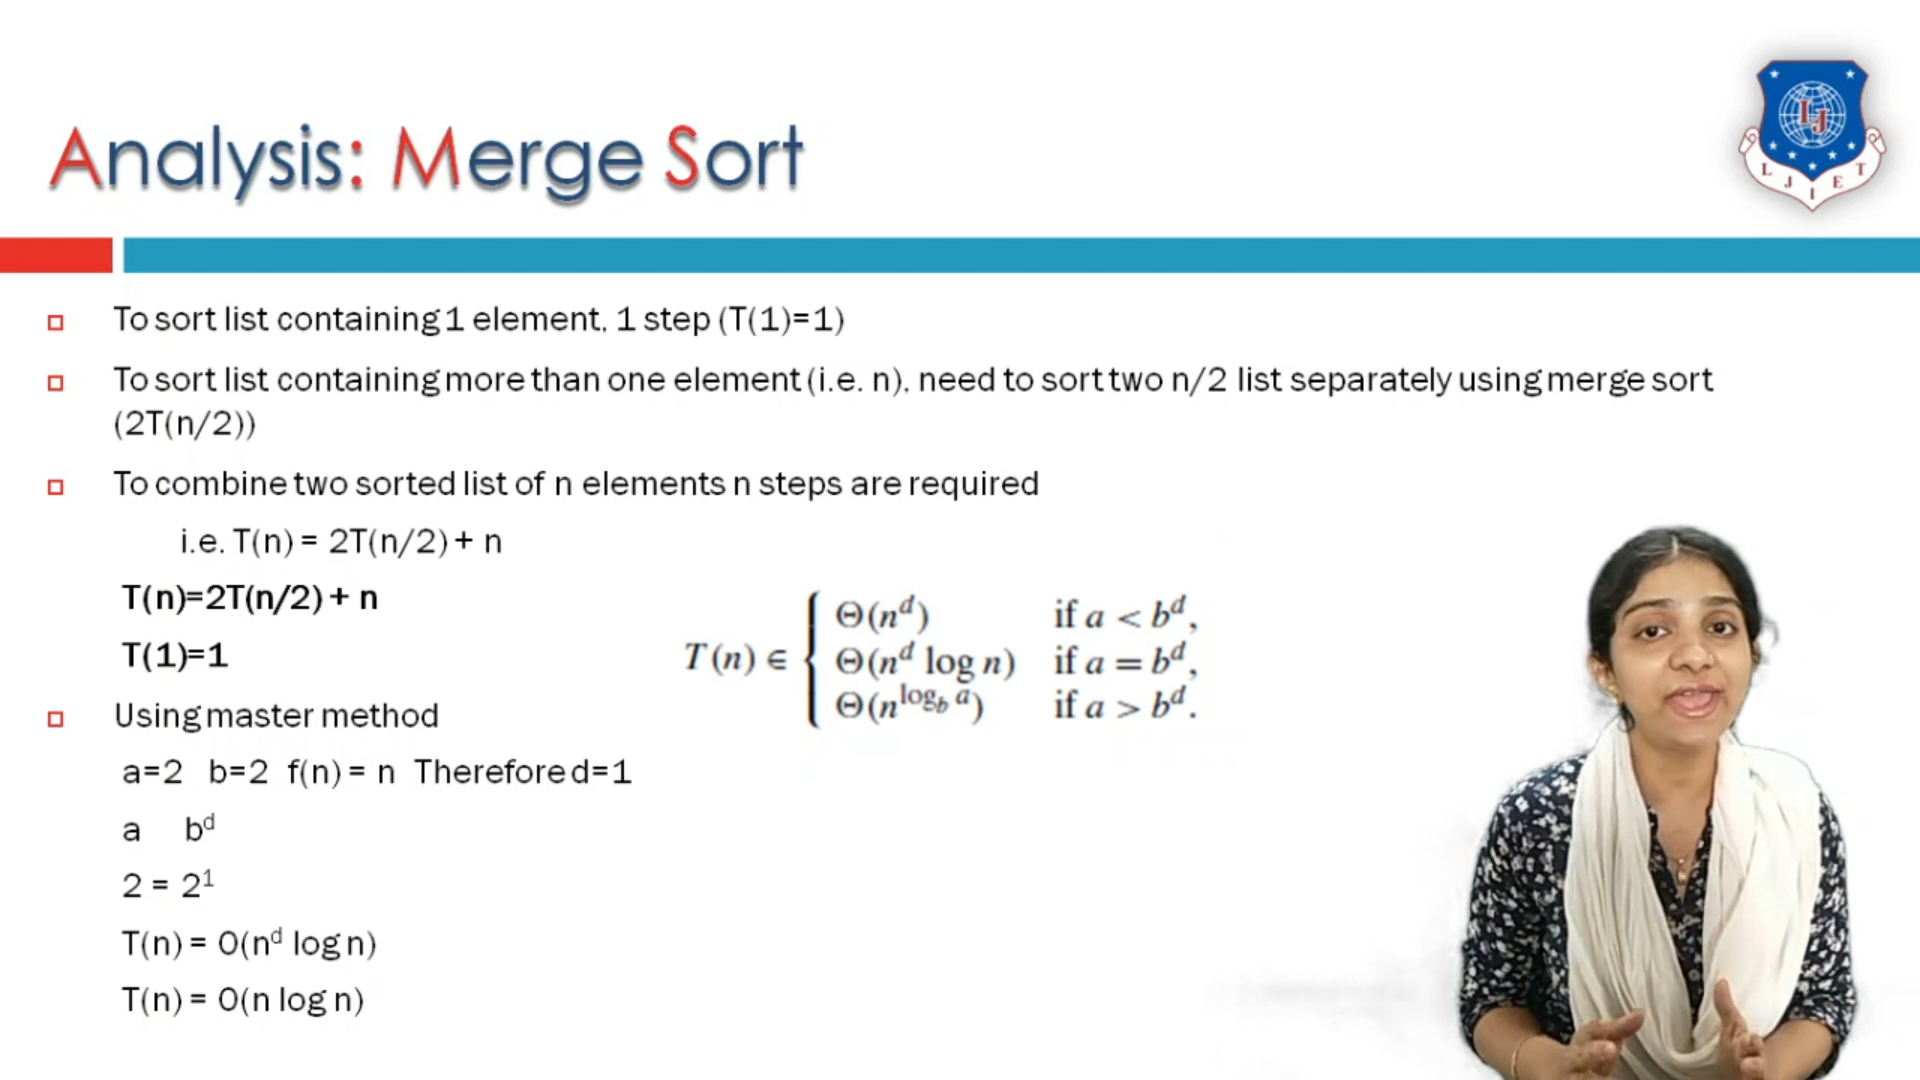 Analysis: Merge Sort
L J I E T
LJ
To sort list containing 1 element, 1 step (T(1)=1)
To sort list containing more than one element (i.e. n), need to sort two n/2 list separately using merge sort
(2T(n/2))
To combine two sorted list of n elements n steps are required
i.e. T(n) = 2T(n/2) + n
T(n)=2T(n/2) + n
T(1)=1
T(n) ∈ { Θ(n^d) if a < b^d,
Θ(n^d log n) if a = b^d,
Θ(n^{log_b a}) if a > b^d.
Using master method
a=2 b=2 f(n) = n Therefore d=1
a b^d
2 = 2^1
T(n) = O(n^d log n)
T(n) = O(n log n)